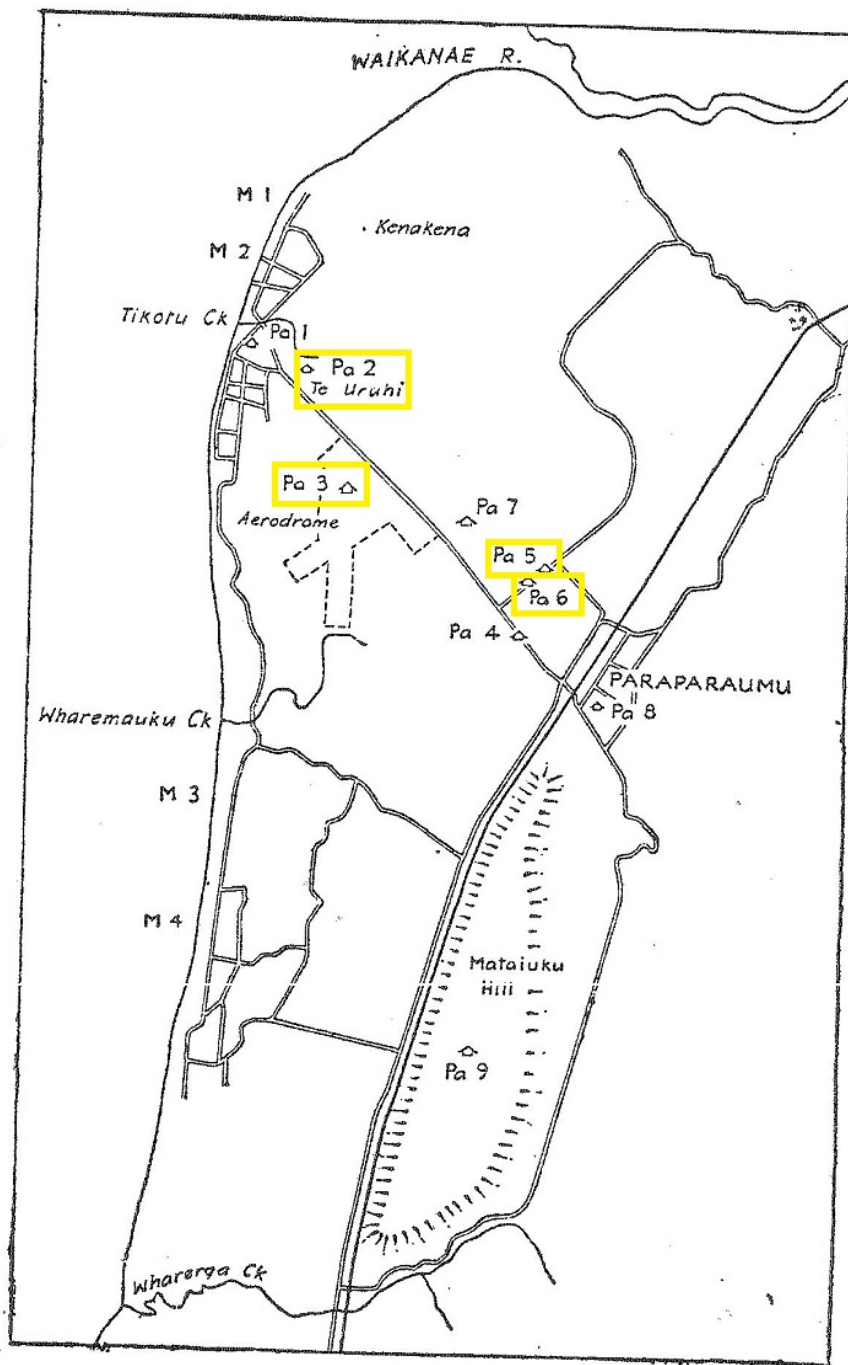 WAIKANAE R.
M 1
Kenakena
M 2
Tikotu Ck
Pa 1
Pa 2
Te Uruhi
Pa 3
Pa 7
Aerodrome
Pa 5
Pa 6
Pa 4
PARAPARAUMU
Pa 8
Wharemauku Ck
M 3
M 4
Mataiuku
Hill
Pa 9
Wharerga Ck